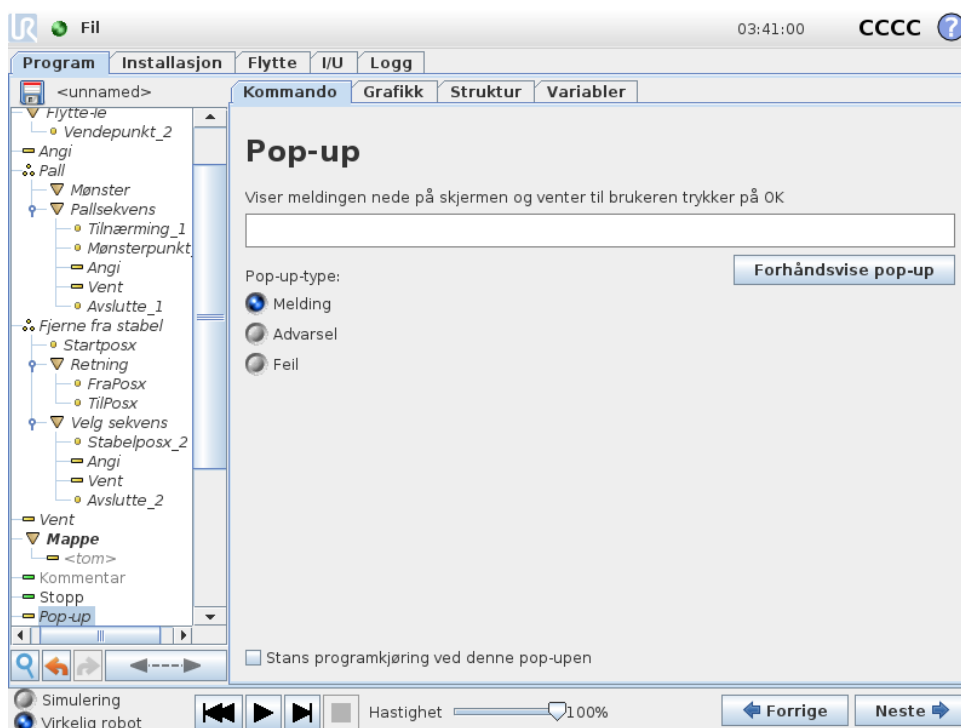 UR Fil 03:41:00 CCCC ?
Program Installasjon Flytte I/U Logg
<unnamed>
Kommando Grafikk Struktur Variabler
Flytte-le
Vendepunkt_2
Angi
Pall
Mønster
Pallsekvens
Tilnærming_1
Mønsterpunkt_
Angi
Vent
Avslutte_1
Fjerne fra stabel
Startposx
Retning
FraPosx
TilPosx
Velg sekvens
Stabelposx_2
Angi
Vent
Avslutte_2
Vent
Mappe
<tom>
Kommentar
Stopp
Pop-up
Pop-up
Viser meldingen nede på skjermen og venter til brukeren trykker på OK
Forhåndsvise pop-up
Pop-up-type:
Melding
Advarsel
Feil
Stans programkjøring ved denne pop-upen
Simulering
Virkelig robot
Hastighet 100%
Forrige Neste